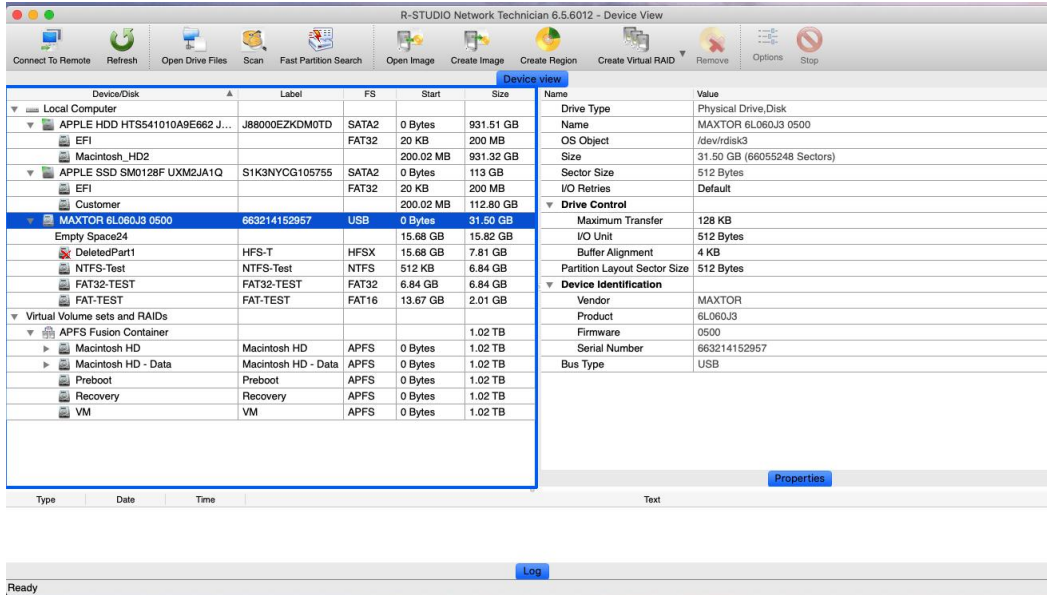 R-STUDIO Network Technician 6.5.6012 - Device View
Connect To Remote Refresh Open Drive Files Scan Fast Partition Search Open Image Create Image Create Region Create Virtual RAID Remove Options Stop
Device view
Device/Disk Label FS Start Size
Local Computer
APPLE HDD HTS541010A9E662 J... J88000EZKDM0TD SATA2 0 Bytes 931.51 GB
EFI FAT32 20 KB 200 MB
Macintosh_HD2 200.02 MB 931.32 GB
APPLE SSD SM0128F UXM2JA1Q S1K3NYCG105755 SATA2 0 Bytes 113 GB
EFI FAT32 20 KB 200 MB
Customer 200.02 MB 112.80 GB
MAXTOR 6L060J3 0500 663214152957 USB 0 Bytes 31.50 GB
Empty Space24 15.68 GB 15.82 GB
DeletedPart1 HFS-T HFSX 15.68 GB 7.81 GB
NTFS-Test NTFS-Test NTFS 512 KB 6.84 GB
FAT32-TEST FAT32-TEST FAT32 6.84 GB 6.84 GB
FAT-TEST FAT-TEST FAT16 13.67 GB 2.01 GB
Virtual Volume sets and RAIDs
APFS Fusion Container 1.02 TB
Macintosh HD Macintosh HD APFS 0 Bytes 1.02 TB
Macintosh HD - Data Macintosh HD - Data APFS 0 Bytes 1.02 TB
Preboot Preboot APFS 0 Bytes 1.02 TB
Recovery Recovery APFS 0 Bytes 1.02 TB
VM VM APFS 0 Bytes 1.02 TB
Name Value
Drive Type Physical Drive,Disk
Name MAXTOR 6L060J3 0500
OS Object /dev/rdisk3
Size 31.50 GB (66055248 Sectors)
Sector Size 512 Bytes
I/O Retries Default
Drive Control
Maximum Transfer 128 KB
I/O Unit 512 Bytes
Buffer Alignment 4 KB
Partition Layout Sector Size 512 Bytes
Device Identification
Vendor MAXTOR
Product 6L060J3
Firmware 0500
Serial Number 663214152957
Bus Type USB
Properties
Type Date Time Text
Log
Ready